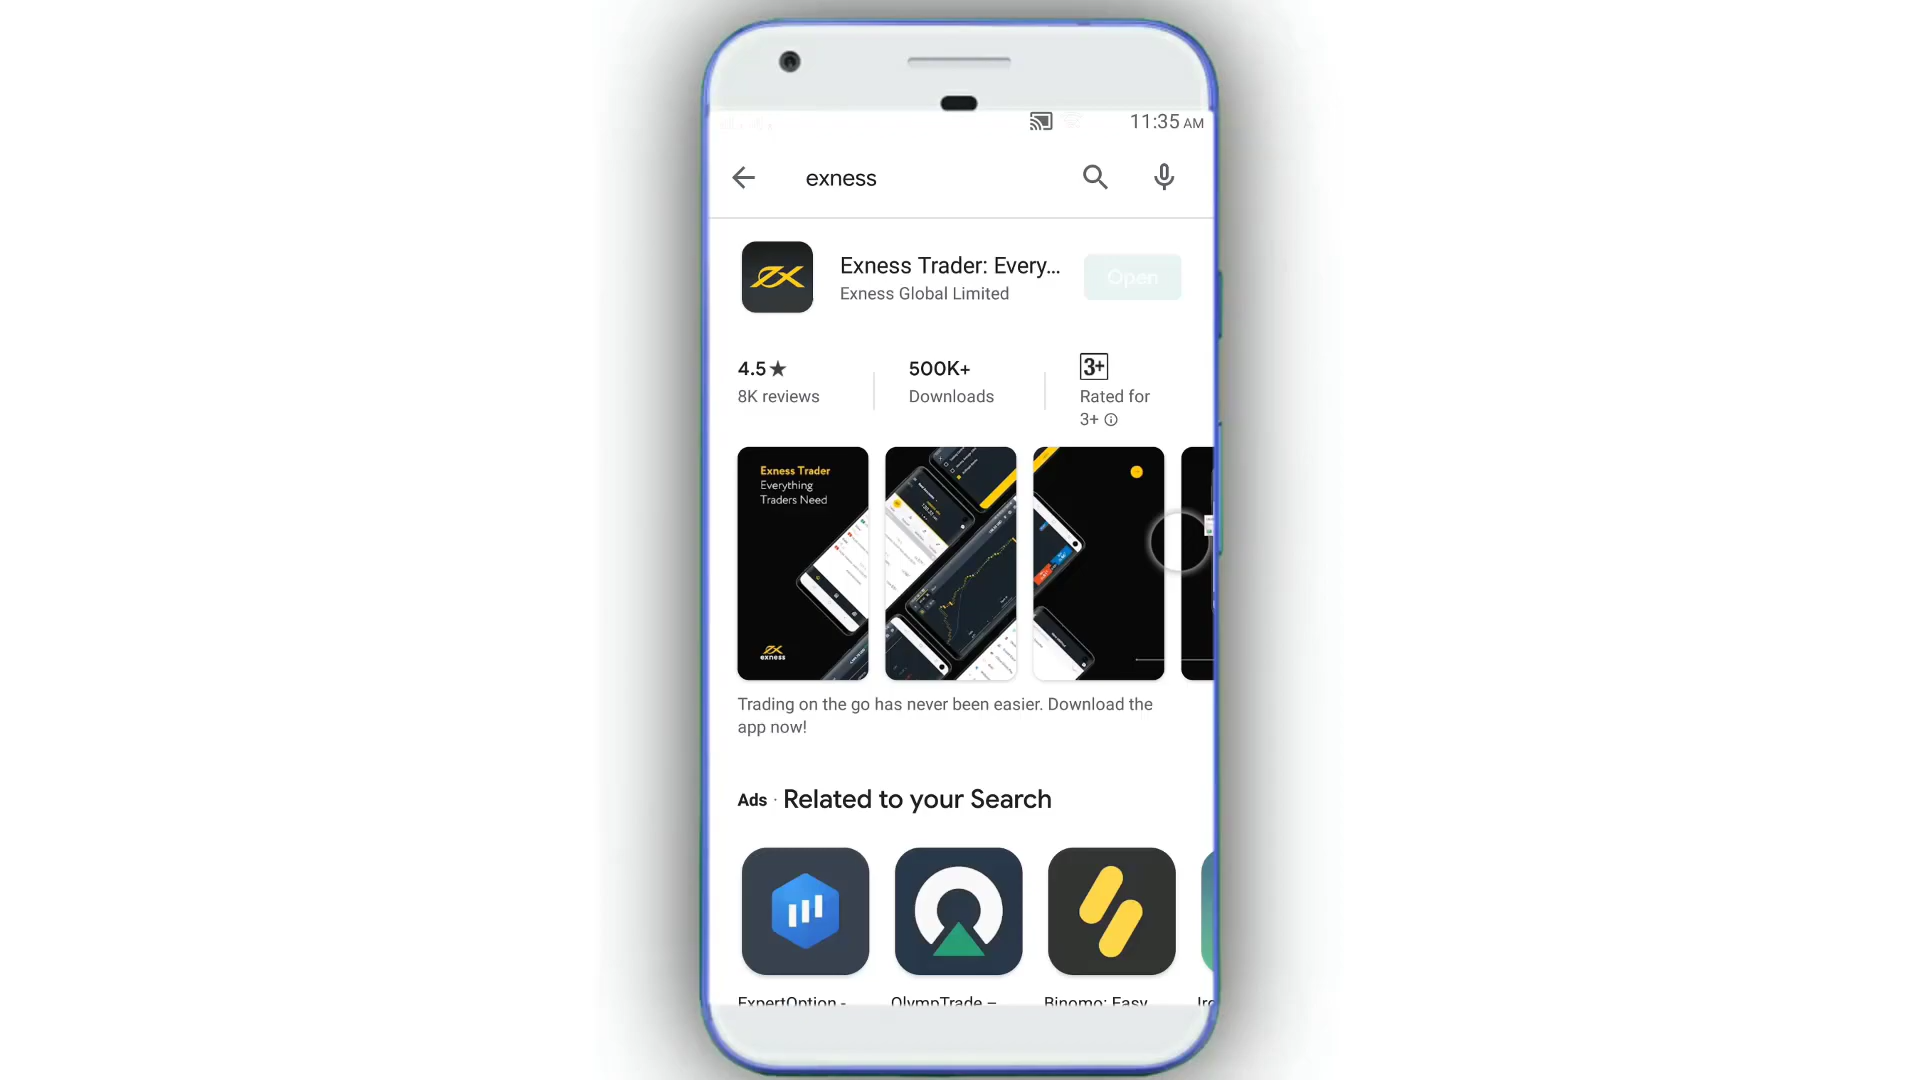 11:35 AM
exness
Exness Trader: Every...
Exness Global Limited
Open
4.5★
8K reviews
500K+
Downloads
3+
Rated for
3+
Exness Trader
Everything
Traders Need
exness
Trading on the go has never been easier. Download the
app now!
Ads · Related to your Search
ExpertOption -
OlympTrade –
Binomo: Easy